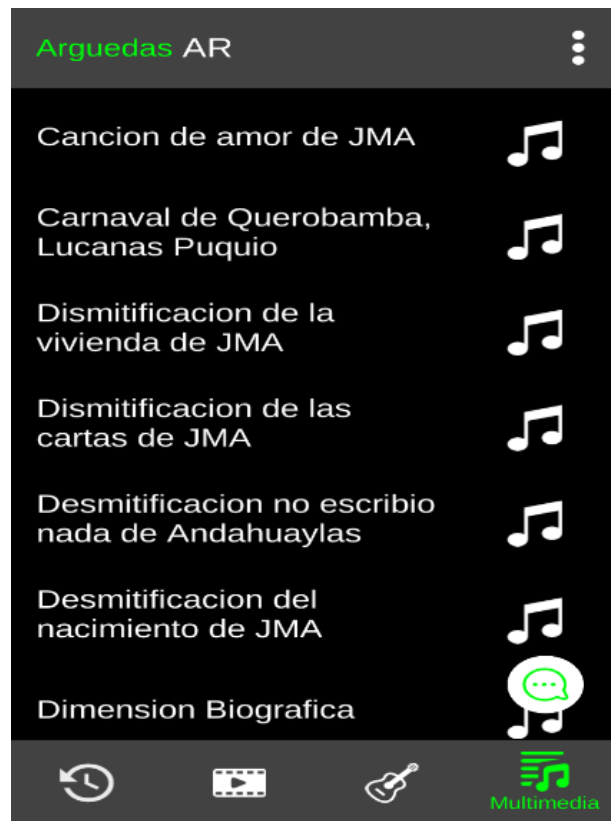 Arguedas AR
Cancion de amor de JMA
Carnaval de Querobamba,
Lucanas Puquio
Dismitificacion de la
vivienda de JMA
Dismitificacion de las
cartas de JMA
Desmitificacion no escribio
nada de Andahuaylas
Desmitificacion del
nacimiento de JMA
Dimension Biografica
Multimedia